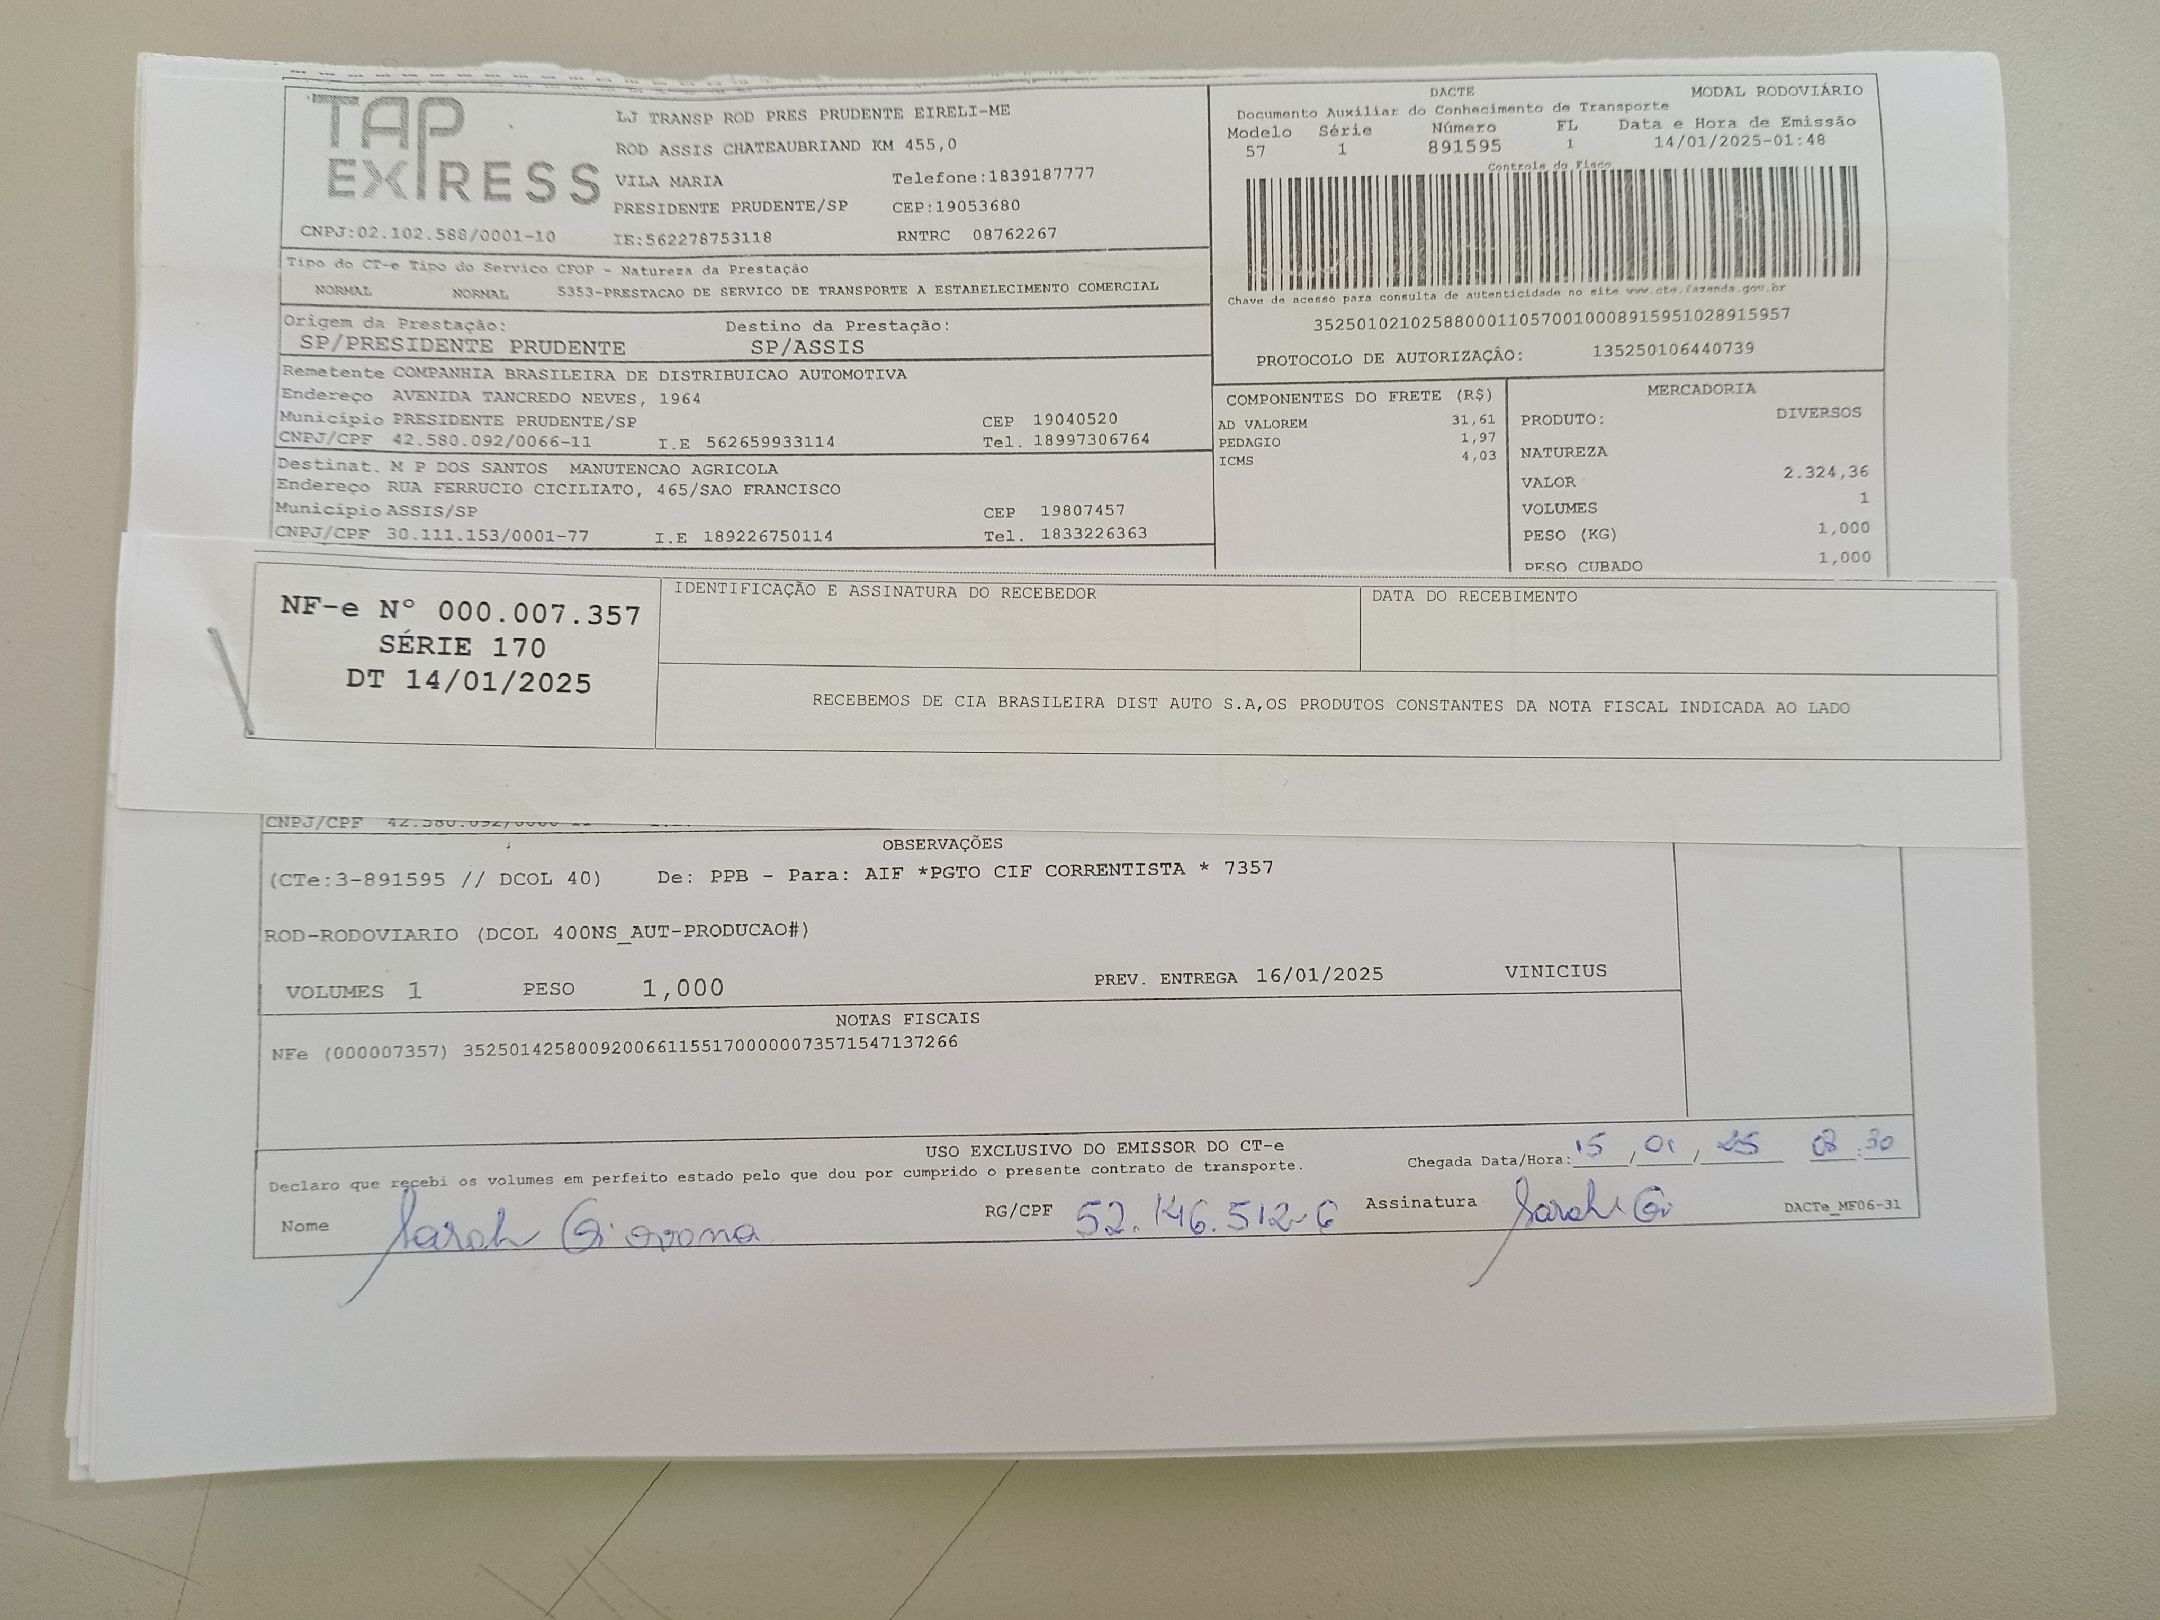 TAP
EXPRESS
LJ TRANSP ROD PRES PRUDENTE EIRELI-ME
ROD ASSIS CHATEAUBRIAND KM 455,0
VILA MARIA Telefone:1839187777
PRESIDENTE PRUDENTE/SP CEP:19053680
CNPJ:02.102.588/0001-10 IE:562278753118 RNTRC 08762267
DACTE MODAL RODOVIÁRIO
Documento Auxiliar do Conhecimento de Transporte
Modelo Série Número FL Data e Hora de Emissão
57 1 891595 1 14/01/2025-01:48
Controle do Fisco
Chave de acesso para consulta de autenticidade no site www.cte.fazenda.gov.br
35250102102588000110570010008915951028915957
PROTOCOLO DE AUTORIZAÇÃO: 135250106440739
Tipo do CT-e Tipo do Serviço CFOP - Natureza da Prestação
NORMAL NORMAL 5353-PRESTACAO DE SERVICO DE TRANSPORTE A ESTABELECIMENTO COMERCIAL
Origem da Prestação: Destino da Prestação:
SP/PRESIDENTE PRUDENTE SP/ASSIS
Remetente COMPANHIA BRASILEIRA DE DISTRIBUICAO AUTOMOTIVA
Endereço AVENIDA TANCREDO NEVES, 1964
Município PRESIDENTE PRUDENTE/SP CEP 19040520
CNPJ/CPF 42.580.092/0066-11 I.E 562659933114 Tel. 18997306764
Destinat. M P DOS SANTOS MANUTENCAO AGRICOLA
Endereço RUA FERRUCIO CICILIATO, 465/SAO FRANCISCO
Município ASSIS/SP CEP 19807457
CNPJ/CPF 30.111.153/0001-77 I.E 189226750114 Tel. 1833226363
COMPONENTES DO FRETE (R$)
AD VALOREM 31,61
PEDAGIO 1,97
ICMS 4,03
MERCADORIA
PRODUTO: DIVERSOS
NATUREZA
VALOR 2.324,36
VOLUMES 1
PESO (KG) 1,000
PESO CUBADO 1,000
NF-e Nº 000.007.357
SÉRIE 170
DT 14/01/2025
IDENTIFICAÇÃO E ASSINATURA DO RECEBEDOR DATA DO RECEBIMENTO
RECEBEMOS DE CIA BRASILEIRA DIST AUTO S.A,OS PRODUTOS CONSTANTES DA NOTA FISCAL INDICADA AO LADO
CNPJ/CPF
OBSERVAÇÕES
(CTe:3-891595 // DCOL 40) De: PPB - Para: AIF *PGTO CIF CORRENTISTA * 7357
ROD-RODOVIARIO (DCOL 400NS_AUT-PRODUCAO#)
VOLUMES 1 PESO 1,000 PREV. ENTREGA 16/01/2025 VINICIUS
NOTAS FISCAIS
NFe (000007357) 35250142580092006611551700000073571547137266
USO EXCLUSIVO DO EMISSOR DO CT-e
Declaro que recebi os volumes em perfeito estado pelo que dou por cumprido o presente contrato de transporte.
Chegada Data/Hora: 15 / 01 / 25 08:30
Nome Sarah Giovana RG/CPF 52.146.512-6 Assinatura Sarah Gi DACTe_MF06-31